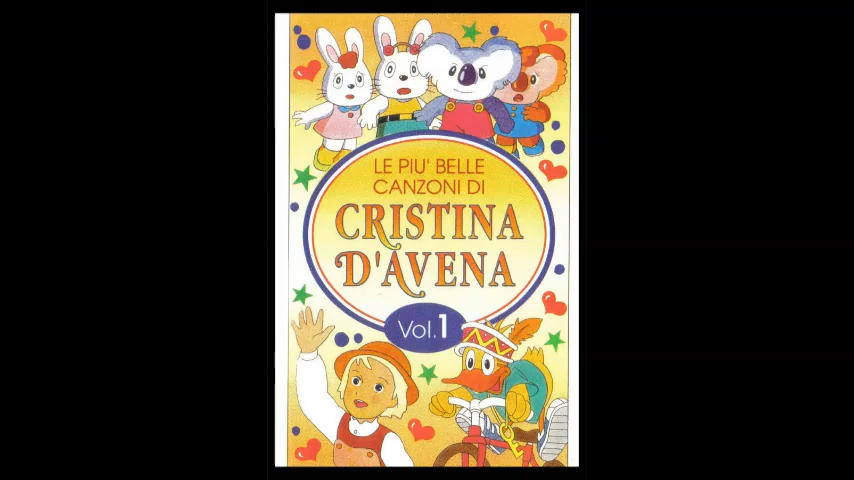 LE PIU' BELLE
CANZONI DI
CRISTINA
D'AVENA
Vol.1